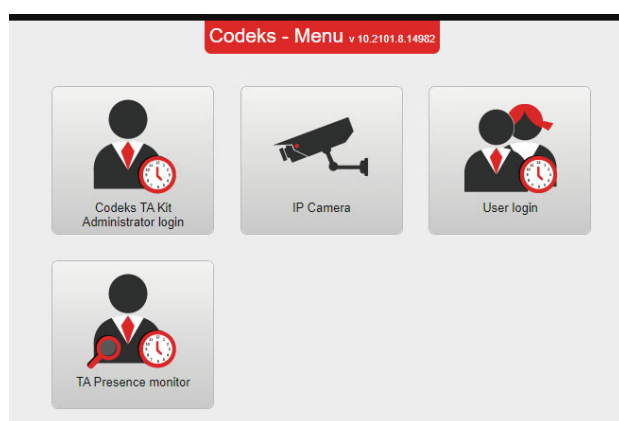 Codeks - Menu v 10.2101.8.14982
Codeks TA Kit
Administrator login
IP Camera
User login
TA Presence monitor